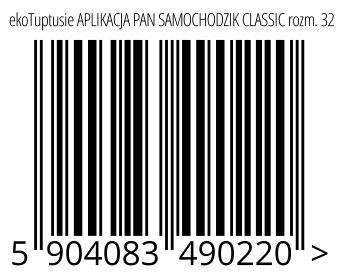 ekoTuptusie APLIKACJA PAN SAMOCHODZIK CLASSIC rozm. 32
5 904083 490220 >